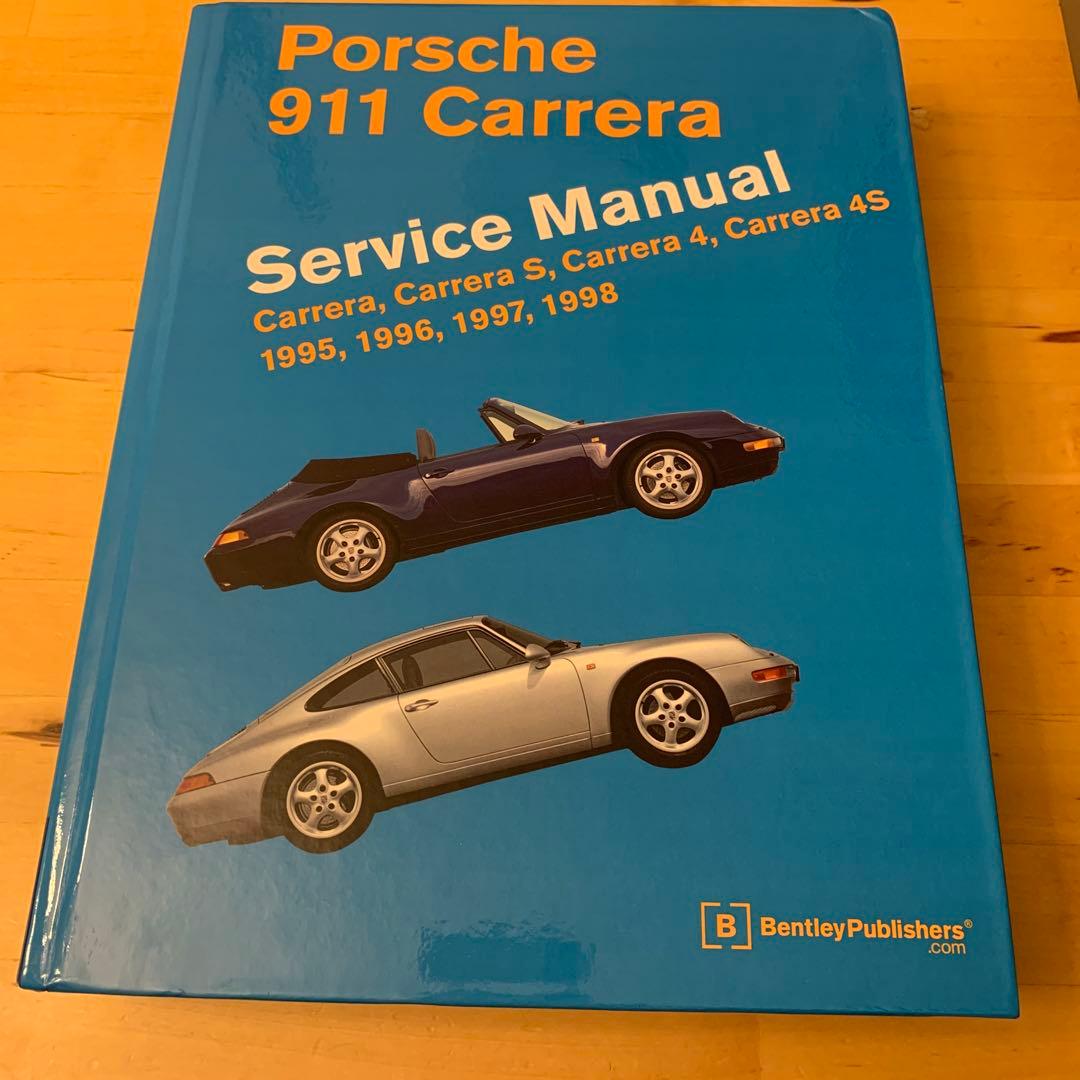 Porsche
911 Carrera
Service Manual
Carrera, Carrera S, Carrera 4, Carrera 4S
1995, 1996, 1997, 1998
B BentleyPublishers®
.com